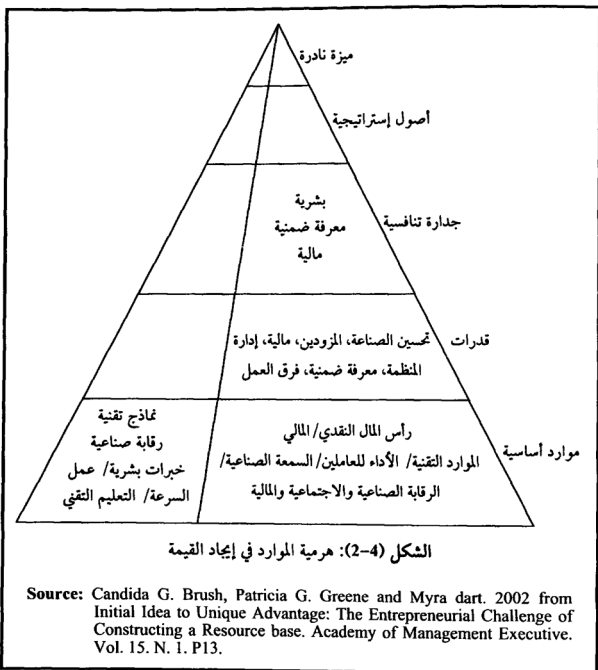 ميزة نادرة
أصول إستراتيجية
بشرية
معرفة ضمنية
مالية
جدارة تنافسية
تحسين الصناعة، المزودين، مالية، إدارة
المنظمة، معرفة ضمنية، فرق العمل
قدرات
رأس المال النقدي/ المالي
الموارد التقنية/ الأداء للعاملين/ السمعة الصناعية/
الرقابة الصناعية والاجتماعية والمالية
موارد أساسية
نماذج تقنية
رقابة صناعية
خبرات بشرية/ عمل
السرعة/ التعليم التقني
الشكل (4-2): هرمية الموارد في إيجاد القيمة
Source: Candida G. Brush, Patricia G. Greene and Myra dart. 2002 from
Initial Idea to Unique Advantage: The Entrepreneurial Challenge of
Constructing a Resource base. Academy of Management Executive.
Vol. 15. N. 1. P13.